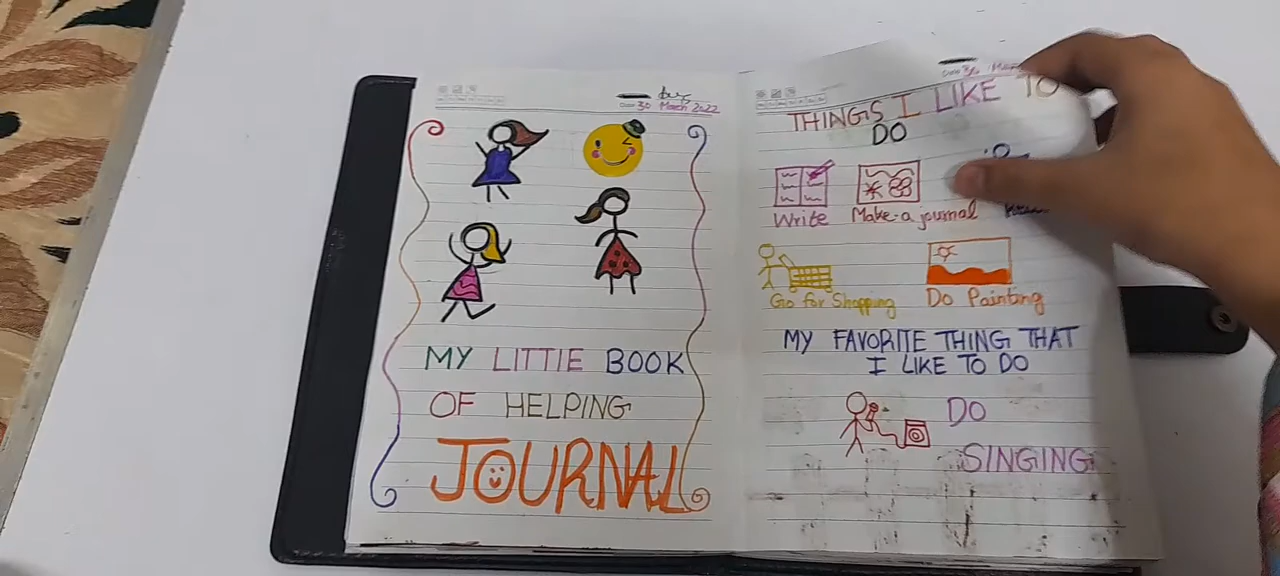 30 March 2022
MY LITTIE BOOK
OF HELPING
JOURNAL
30
THINGS I LIKE TO
DO
Write
Make a journal
Go for Shopping
Do Painting
MY FAVORITE THING THAT
I LIKE TO DO
DO
SINGING